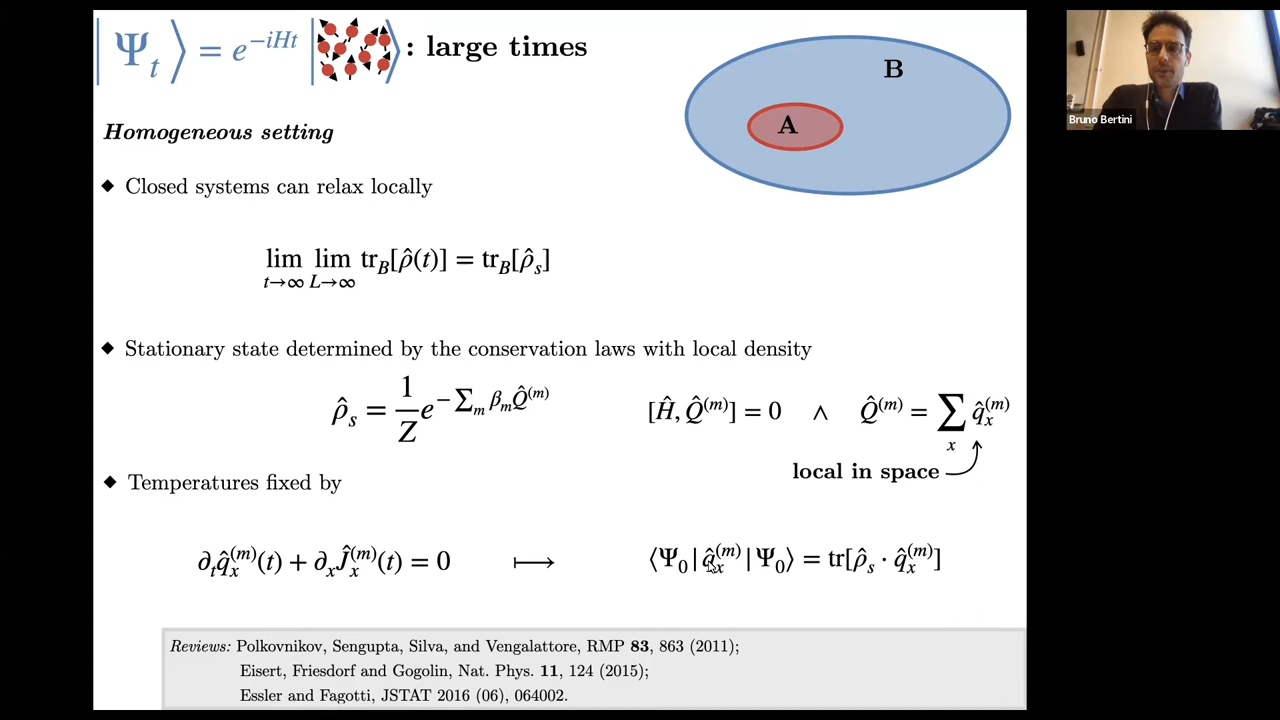 |Ψ_t⟩ = e^{-iHt} | ⟩ : large times
B
A
Bruno Bertini
Homogeneous setting
◆ Closed systems can relax locally
lim_{t→∞} lim_{L→∞} tr_B[ρ̂(t)] = tr_B[ρ̂_s]
◆ Stationary state determined by the conservation laws with local density
ρ̂_s = 1/Z e^{-∑_m β_m Q̂^{(m)}}   [Ĥ, Q̂^{(m)}] = 0 ∧ Q̂^{(m)} = ∑_x q̂_x^{(m)}
local in space
◆ Temperatures fixed by
∂_t q̂_x^{(m)}(t) + ∂_x Ĵ_x^{(m)}(t) = 0 ⟼ ⟨Ψ_0|q̂_x^{(m)}|Ψ_0⟩ = tr[ρ̂_s · q̂_x^{(m)}]
Reviews: Polkovnikov, Sengupta, Silva, and Vengalattore, RMP 83, 863 (2011);
Eisert, Friesdorf and Gogolin, Nat. Phys. 11, 124 (2015);
Essler and Fagotti, JSTAT 2016 (06), 064002.